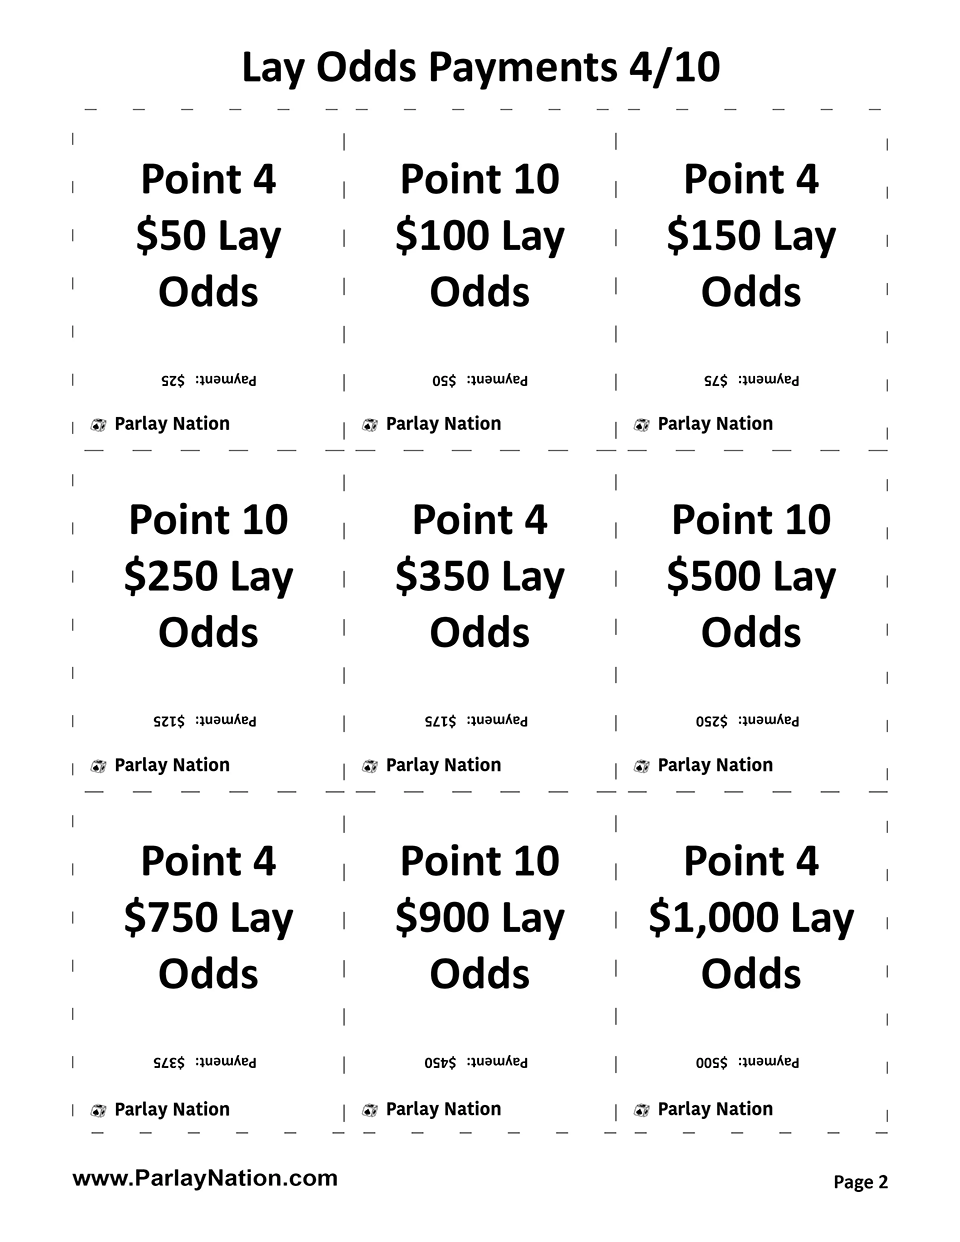 Lay Odds Payments 4/10
Point 4
$50 Lay
Odds
Payment: $25
Parlay Nation
Point 10
$100 Lay
Odds
Payment: $50
Parlay Nation
Point 4
$150 Lay
Odds
Payment: $75
Parlay Nation
Point 10
$250 Lay
Odds
Payment: $125
Parlay Nation
Point 4
$350 Lay
Odds
Payment: $175
Parlay Nation
Point 10
$500 Lay
Odds
Payment: $250
Parlay Nation
Point 4
$750 Lay
Odds
Payment: $375
Parlay Nation
Point 10
$900 Lay
Odds
Payment: $450
Parlay Nation
Point 4
$1,000 Lay
Odds
Payment: $500
Parlay Nation
www.ParlayNation.com
Page 2